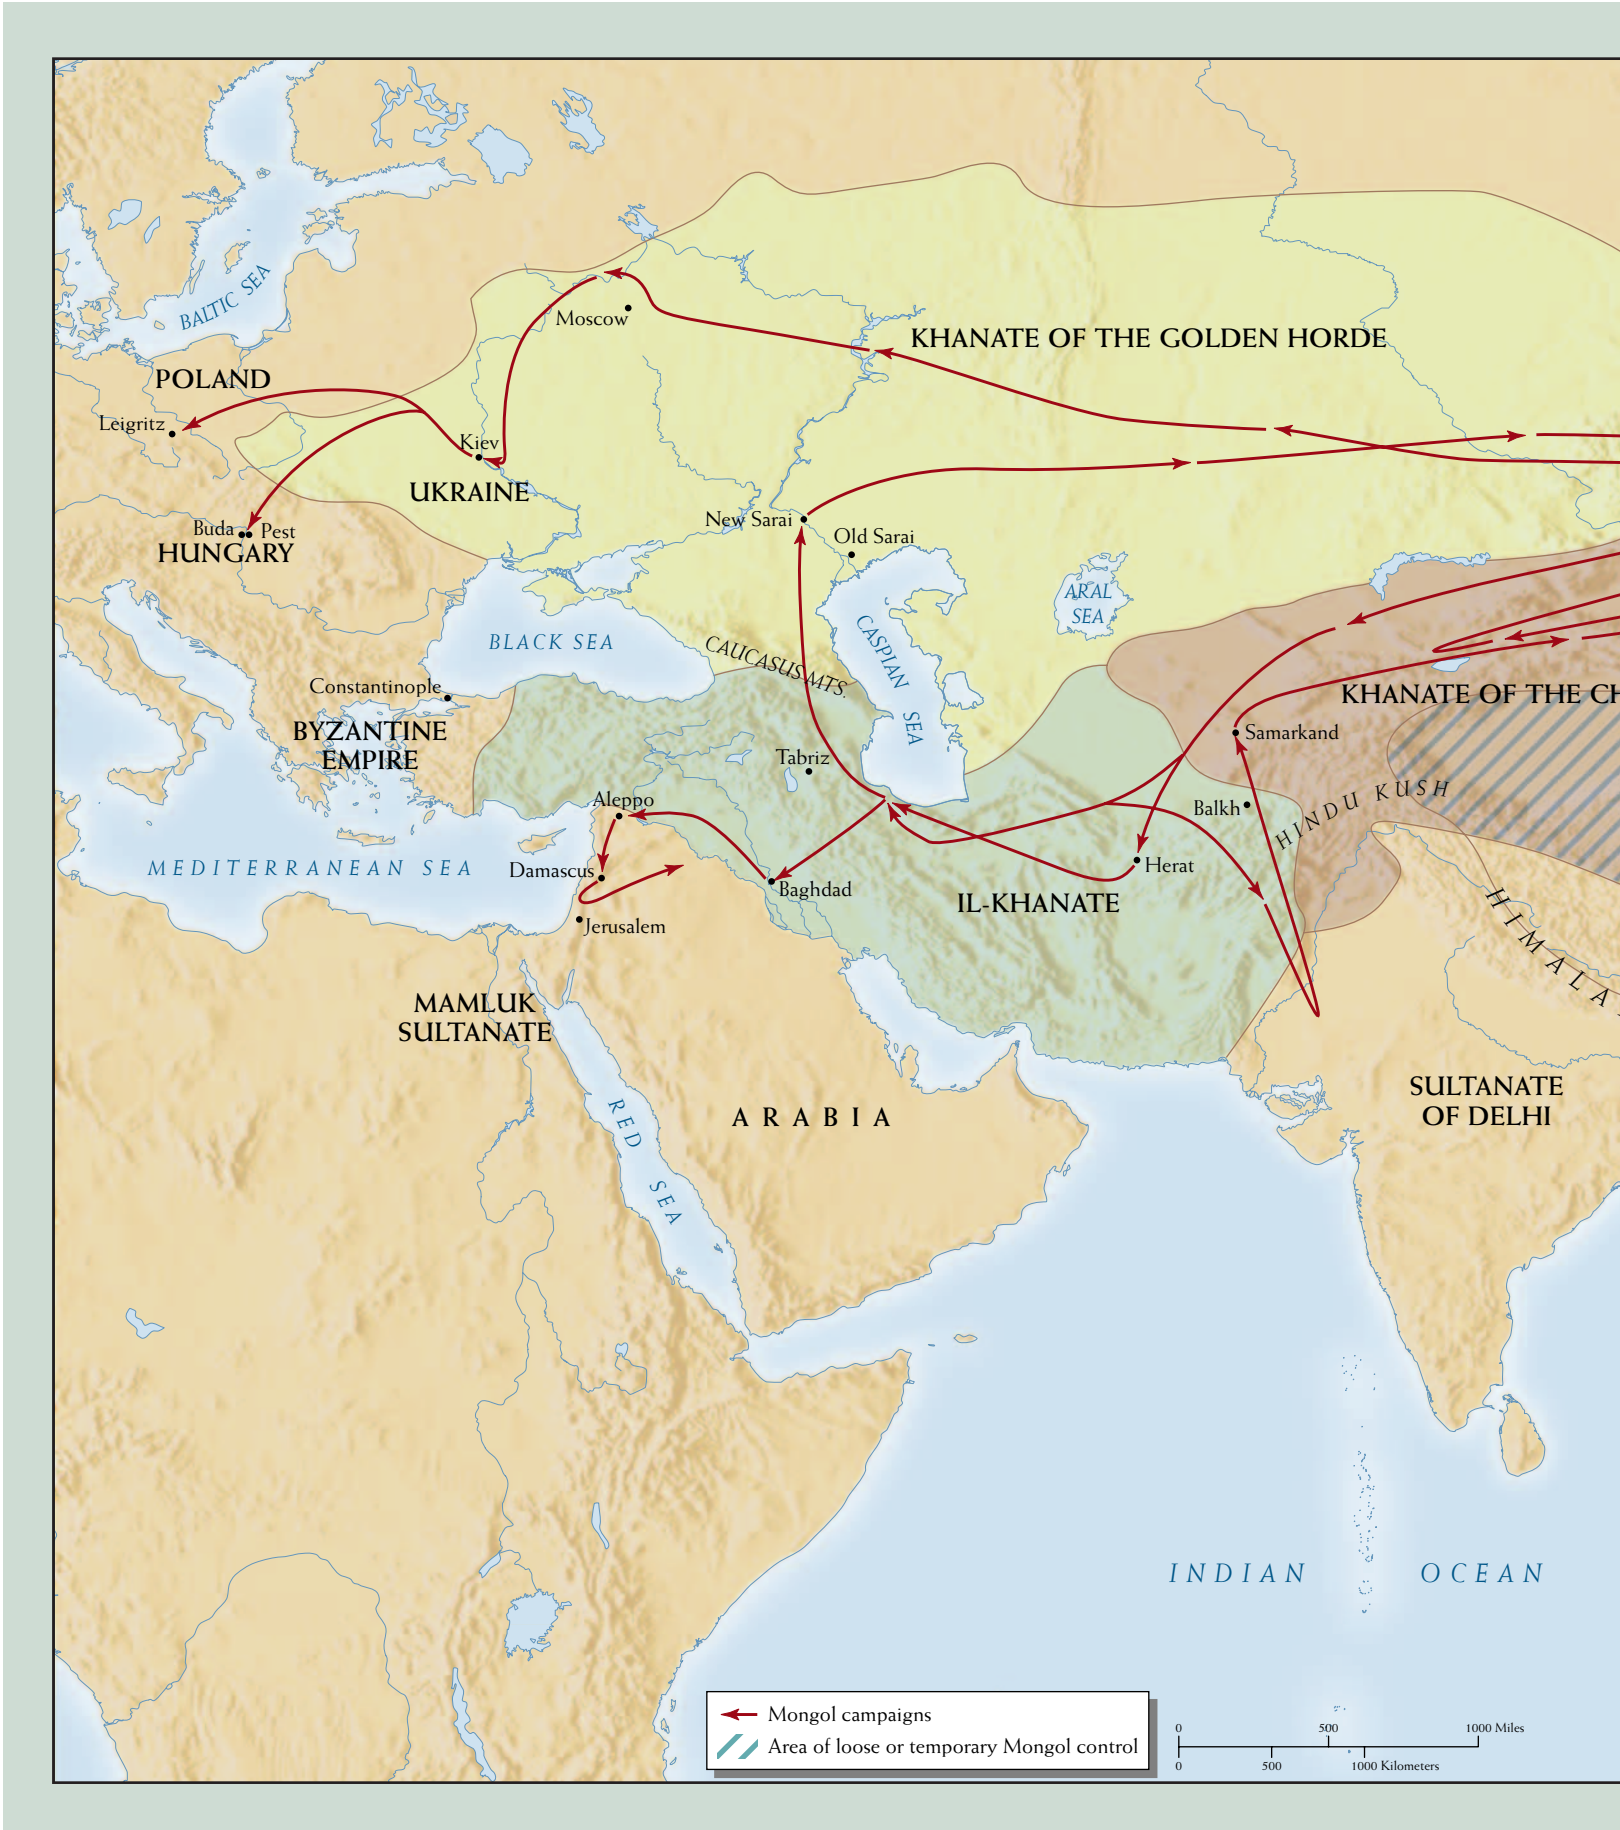 BALTIC SEA
POLAND
Leigritz
Moscow
KHANATE OF THE GOLDEN HORDE
Kiev
UKRAINE
Buda
Pest
HUNGARY
New Sarai
Old Sarai
ARAL
SEA
BLACK SEA
CAUCASUS MTS.
CASPIAN
SEA
Constantinople
BYZANTINE
EMPIRE
KHANATE OF THE CH
Samarkand
Tabriz
Aleppo
Balkh
HINDU KUSH
MEDITERRANEAN SEA
Damascus
Baghdad
Herat
IL-KHANATE
Jerusalem
HIMALA
MAMLUK
SULTANATE
RED
SEA
ARABIA
SULTANATE
OF DELHI
INDIAN OCEAN
Mongol campaigns
Area of loose or temporary Mongol control
0 500 1000 Miles
0 500 1000 Kilometers